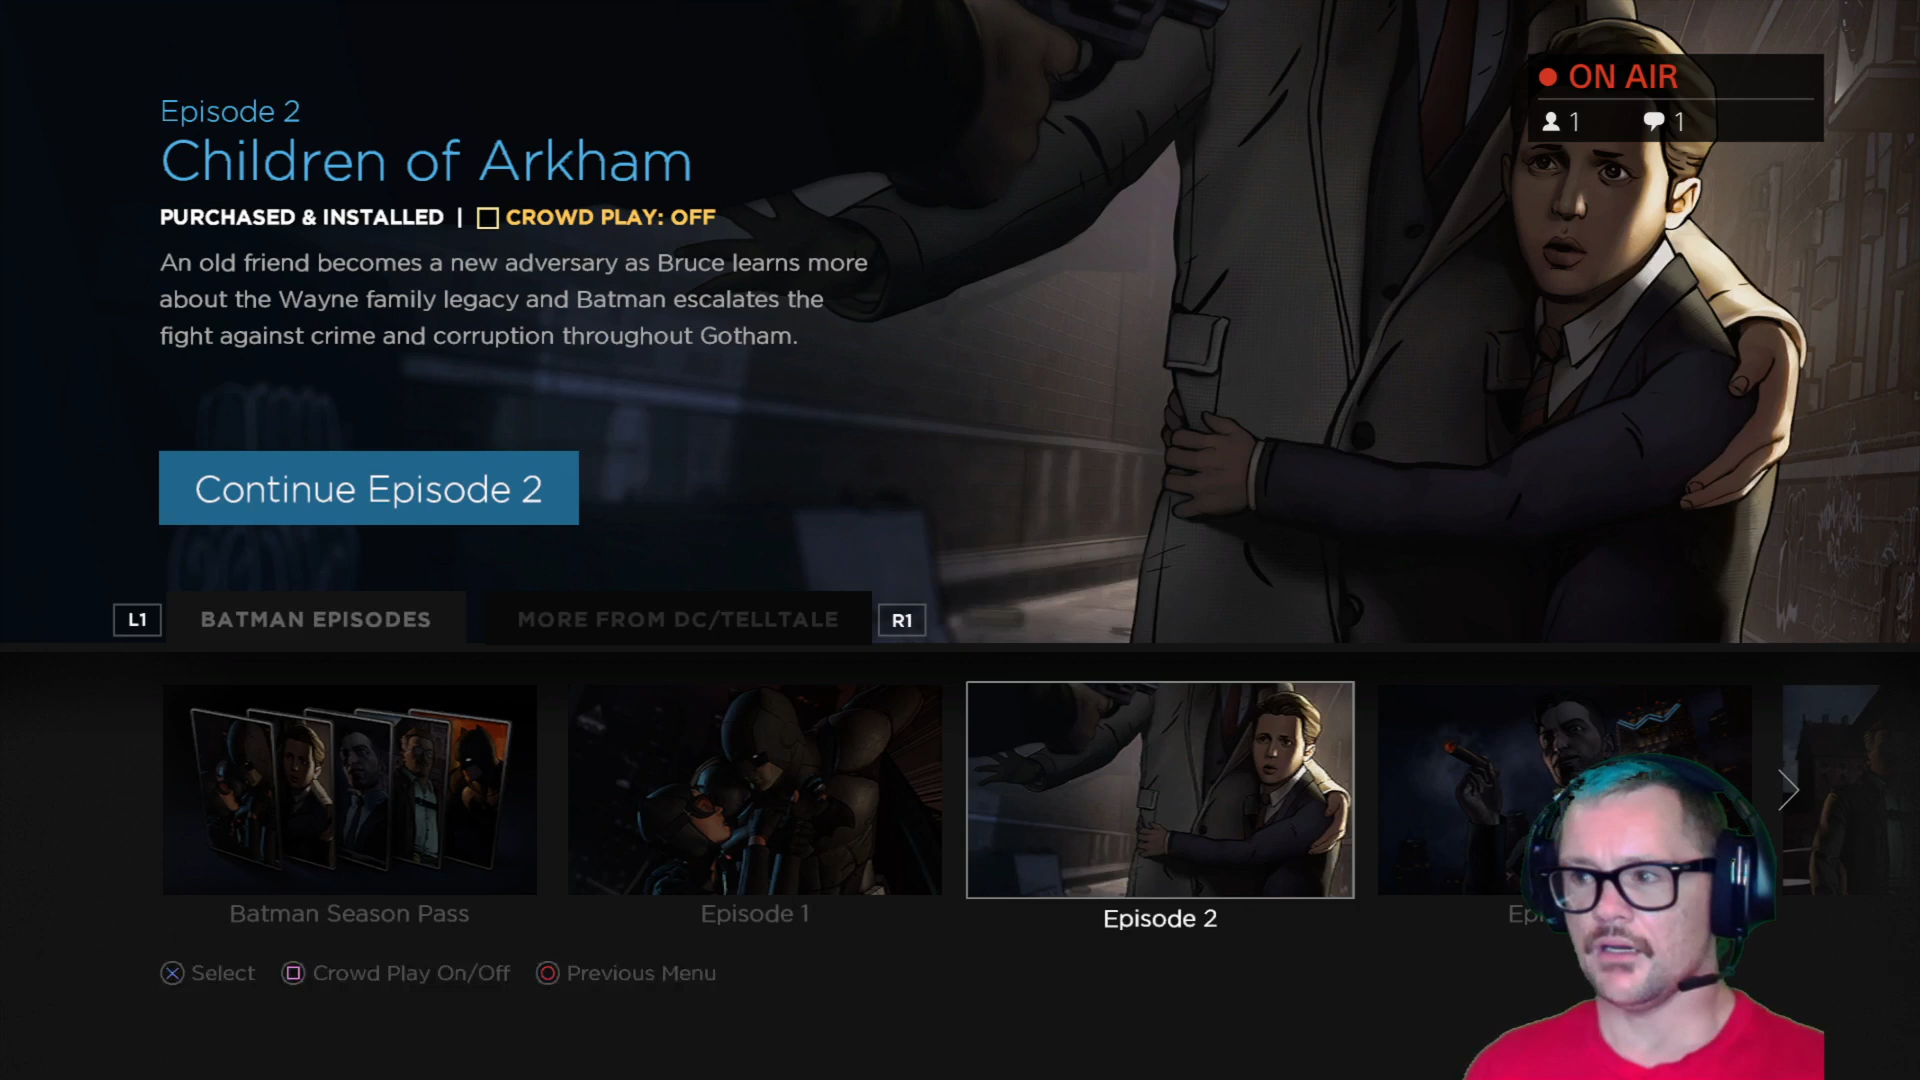 Episode 2
Children of Arkham
PURCHASED & INSTALLED | CROWD PLAY: OFF
An old friend becomes a new adversary as Bruce learns more
about the Wayne family legacy and Batman escalates the
fight against crime and corruption throughout Gotham.
ON AIR
1 1
Continue Episode 2
L1 BATMAN EPISODES MORE FROM DC/TELLTALE R1
Batman Season Pass Episode 1 Episode 2
Select Crowd Play On/Off Previous Menu